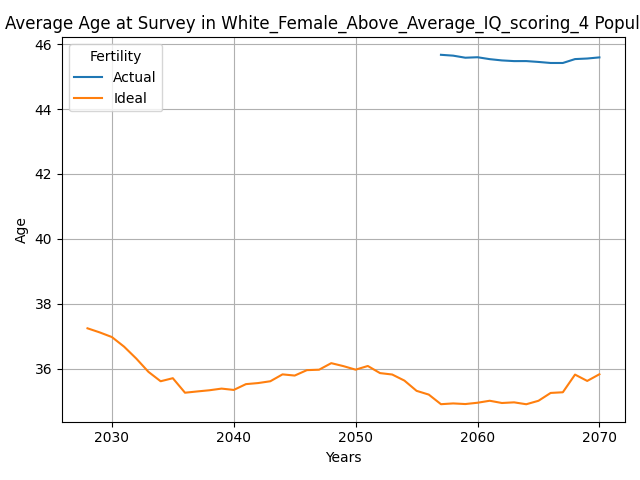 Average Age at Survey in White_Female_Above_Average_IQ_scoring_4 Popul
Fertility
Actual
Ideal
46
44
42
40
38
36
Age
2030 2040 2050 2060 2070
Years